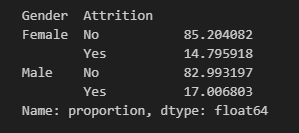 Gender  Attrition
Female  No           85.204082
        Yes          14.795918
Male    No           82.993197
        Yes          17.006803
Name: proportion, dtype: float64